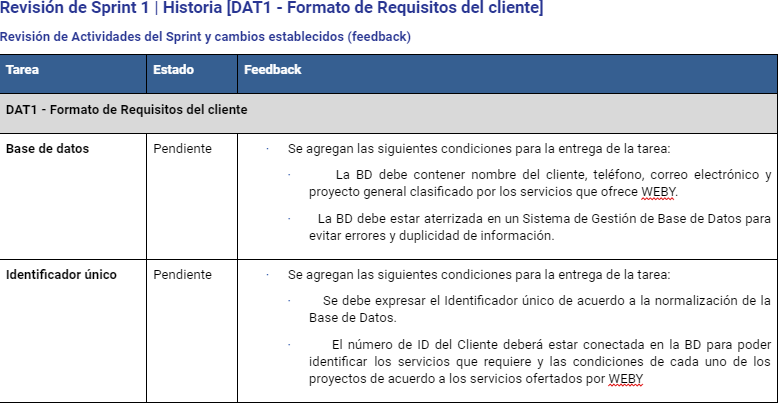 Revisión de Sprint 1 | Historia [DAT1 - Formato de Requisitos del cliente]
Revisión de Actividades del Sprint y cambios establecidos (feedback)
Tarea Estado Feedback
DAT1 - Formato de Requisitos del cliente
Base de datos Pendiente · Se agregan las siguientes condiciones para la entrega de la tarea:
· La BD debe contener nombre del cliente, teléfono, correo electrónico y
proyecto general clasificado por los servicios que ofrece WEBY.
· La BD debe estar aterrizada en un Sistema de Gestión de Base de Datos para
evitar errores y duplicidad de información.
Identificador único Pendiente · Se agregan las siguientes condiciones para la entrega de la tarea:
· Se debe expresar el Identificador único de acuerdo a la normalización de la
Base de Datos.
· El número de ID del Cliente deberá estar conectada en la BD para poder
identificar los servicios que requiere y las condiciones de cada uno de los
proyectos de acuerdo a los servicios ofertados por WEBY